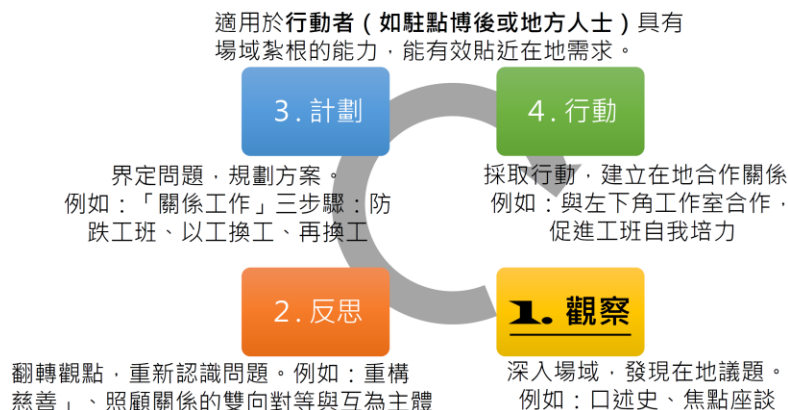 適用於行動者（如駐點博後或地方人士）具有
場域紮根的能力，能有效貼近在地需求。
3.計劃
4.行動
界定問題，規劃方案。
例如：「關係工作」三步驟：防
跌工班、以工換工、再換工
採取行動，建立在地合作關係
例如：與左下角工作室合作，
促進工班自我培力
2.反思
1. 觀察
翻轉觀點，重新認識問題。例如：重構
慈善」、照顧關係的雙向對等與互為主體
深入場域，發現在地議題。
例如：口述史、焦點座談